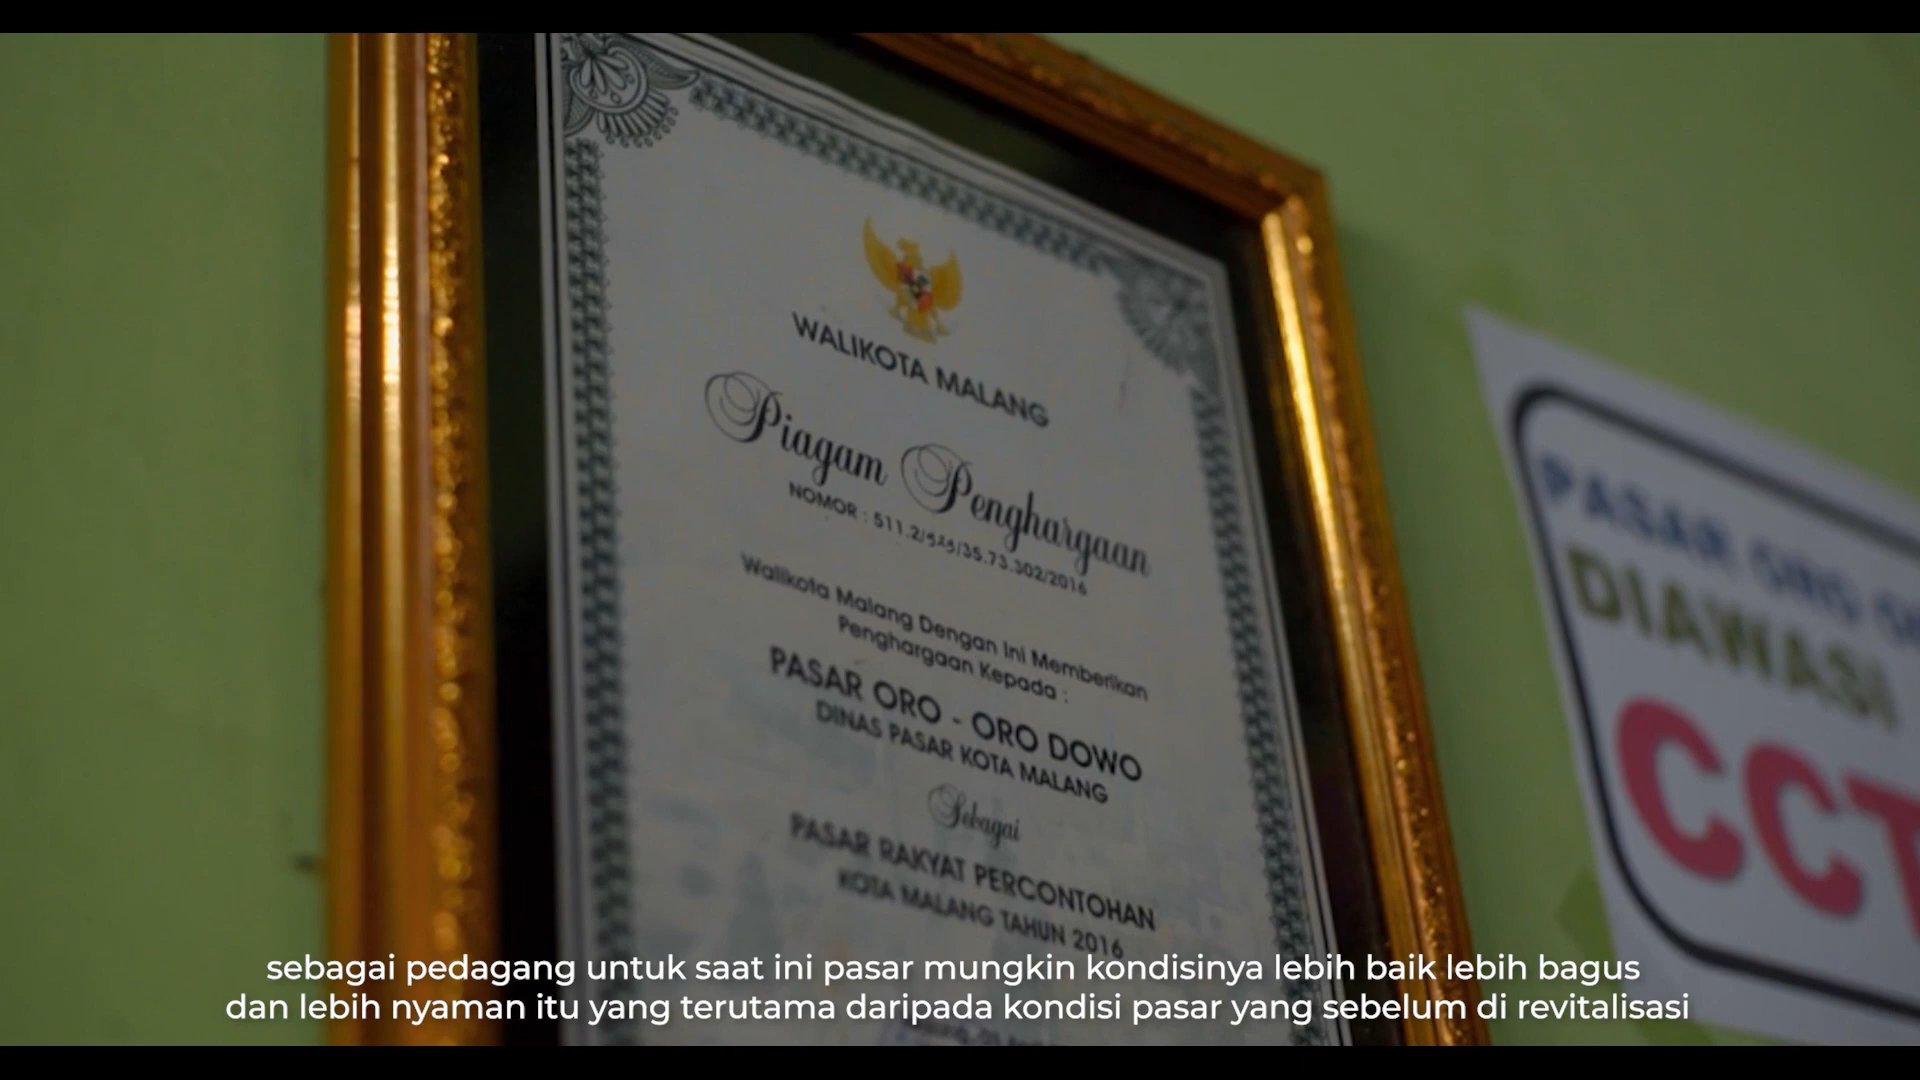 WALIKOTA MALANG
Piagam Penghargaan
NOMOR : 511.2/525/35.73.302/2016
Walikota Malang Dengan Ini Memberikan
Penghargaan Kepada :
PASAR ORO - ORO DOWO
DINAS PASAR KOTA MALANG
Sebagai
PASAR RAKYAT PERCONTOHAN
KOTA MALANG TAHUN 2016
PASAR ORO
DIAWASI
CCT
sebagai pedagang untuk saat ini pasar mungkin kondisinya lebih baik lebih bagus
dan lebih nyaman itu yang terutama daripada kondisi pasar yang sebelum di revitalisasi